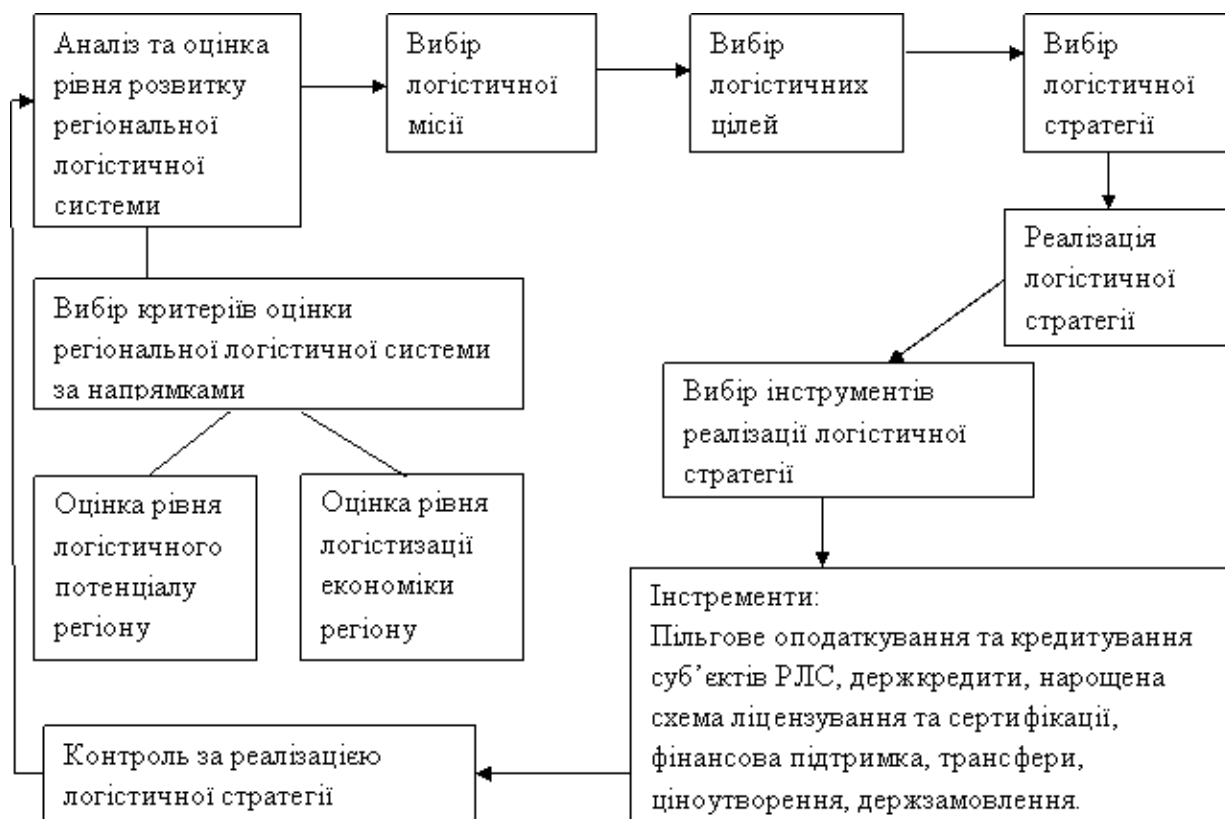 Аналіз та оцінка
рівня розвитку
регіональної
логістичної
системи
Вибір
логістичної
місії
Вибір
логістичних
цілей
Вибір
логістичної
стратегії
Реалізація
логістичної
стратегії
Вибір критеріїв оцінки
регіональної логістичної системи
за напрямками
Вибір інструментів
реалізації логістичної
стратегії
Оцінка рівня
логістичного
потенціалу
регіону
Оцінка рівня
логістизації
економіки
регіону
Інстременти:
Пільгове оподаткування та кредитування
суб’єктів РЛС, держкредити, нарощена
схема ліцензування та сертифікації,
фінансова підтримка, трансфери,
ціноутворення, держзамовлення.
Контроль за реалізацією
логістичної стратегії